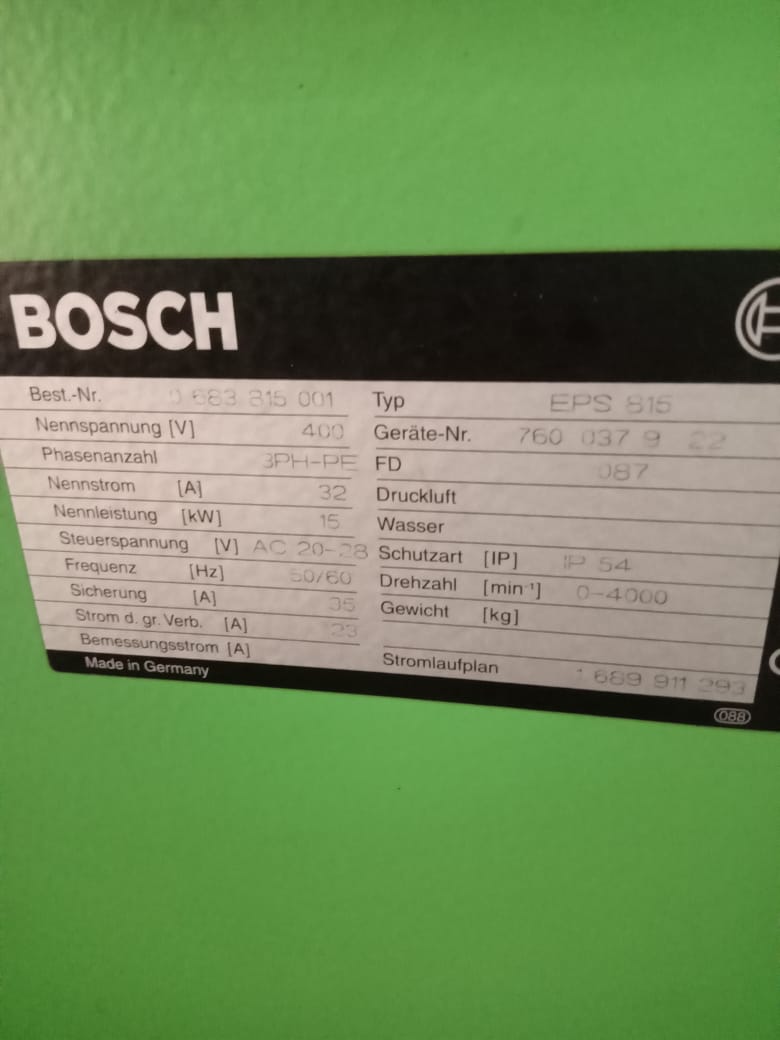 BOSCH
Best.-Nr. 0 683 815 001
Nennspannung [V] 400
Phasenanzahl 3PH-PE
Nennstrom [A] 32
Nennleistung [kW] 15
Steuerspannung [V] AC 20-28
Frequenz [Hz] 50/60
Sicherung [A] 35
Strom d. gr. Verb. [A] 23
Bemessungsstrom [A]
Made in Germany
Typ EPS 815
Geräte-Nr. 760 037 9 22
FD 087
Druckluft
Wasser
Schutzart [IP] IP 54
Drehzahl [min⁻¹] 0-4000
Gewicht [kg]
Stromlaufplan 1 689 911 293
088